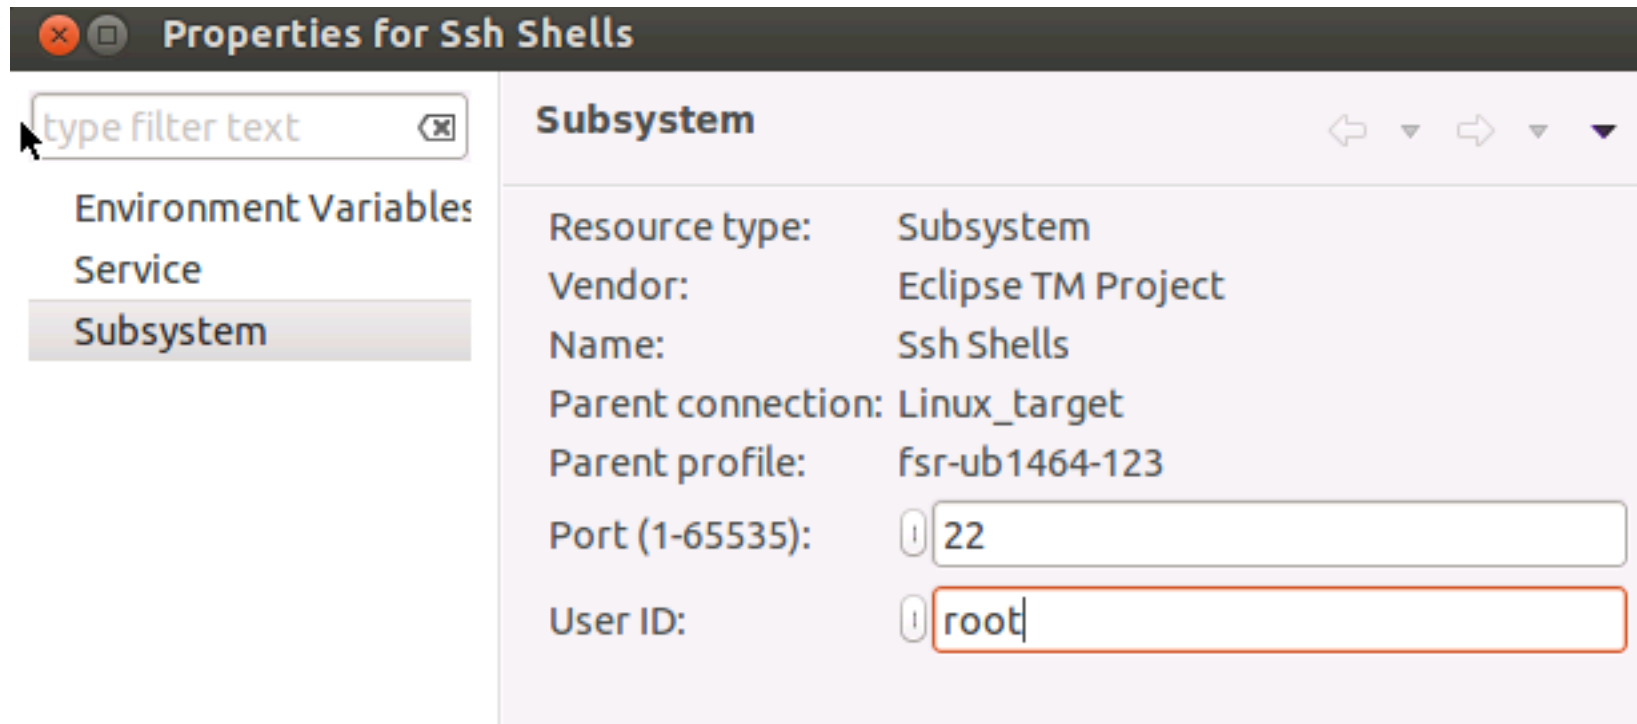 Properties for Ssh Shells
type filter text
Environment Variables
Service
Subsystem
Subsystem
Resource type: Subsystem
Vendor: Eclipse TM Project
Name: Ssh Shells
Parent connection: Linux_target
Parent profile: fsr-ub1464-123
Port (1-65535): 22
User ID: root